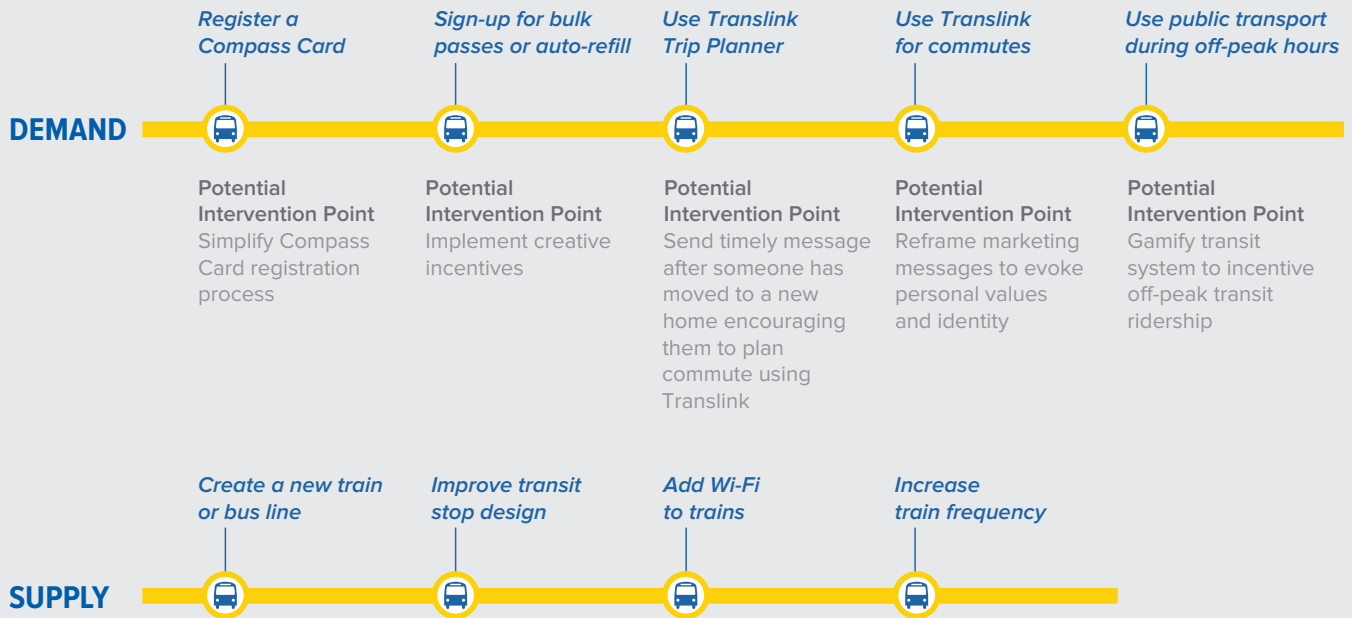 Register a
Compass Card
Sign-up for bulk
passes or auto-refill
Use Translink
Trip Planner
Use Translink
for commutes
Use public transport
during off-peak hours
DEMAND
Potential
Intervention Point
Simplify Compass
Card registration
process
Potential
Intervention Point
Implement creative
incentives
Potential
Intervention Point
Send timely message
after someone has
moved to a new
home encouraging
them to plan
commute using
Translink
Potential
Intervention Point
Reframe marketing
messages to evoke
personal values
and identity
Potential
Intervention Point
Gamify transit
system to incentive
off-peak transit
ridership
Create a new train
or bus line
Improve transit
stop design
Add Wi-Fi
to trains
Increase
train frequency
SUPPLY